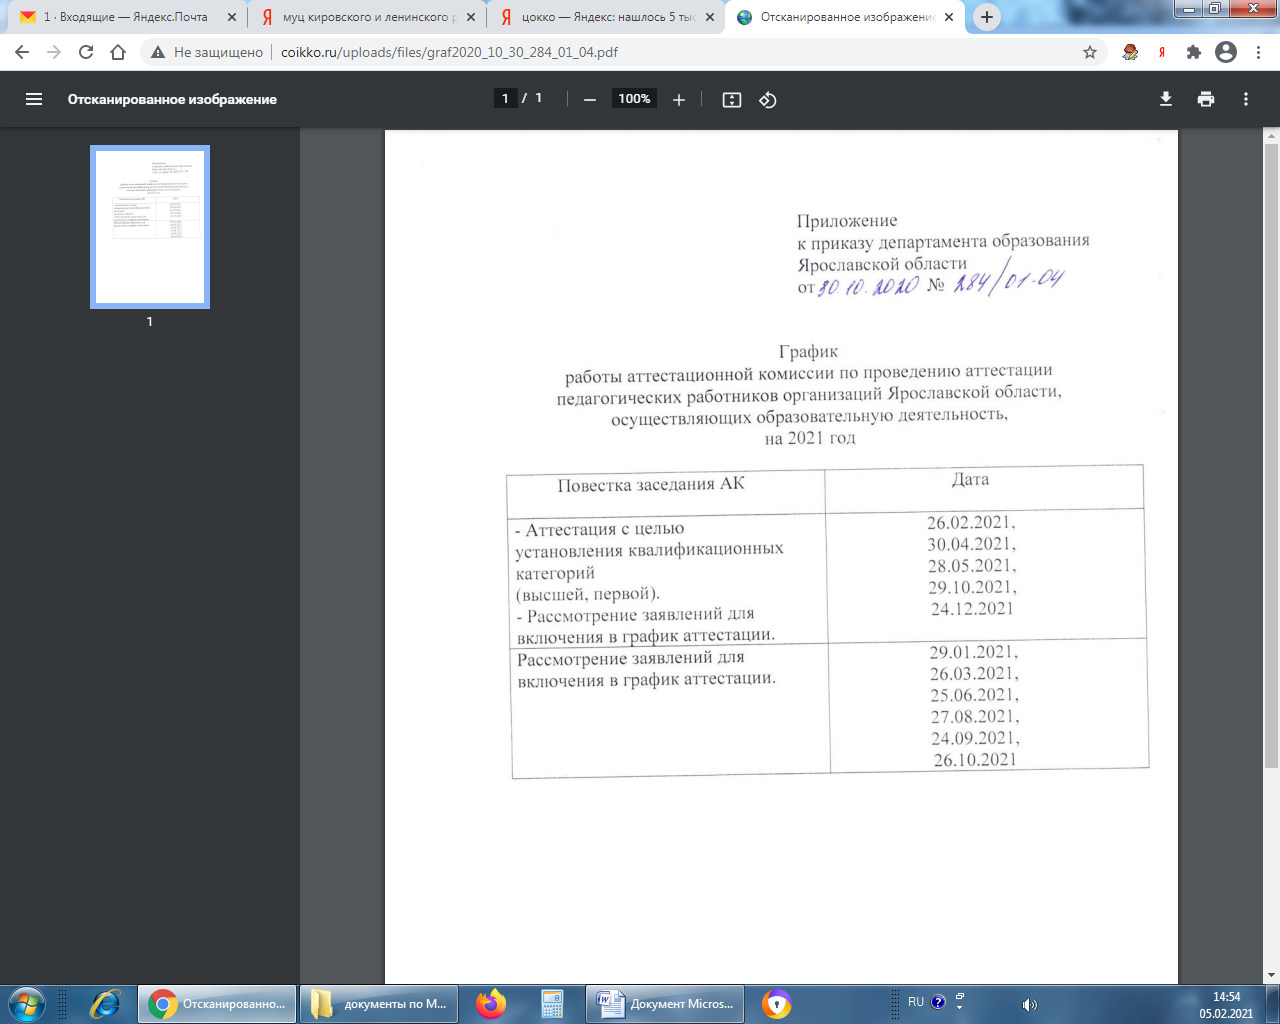 1 · Входящие — Яндекс.Почта
муц кировского и ленинского р
цокко — Яндекс: нашлось 5 тыс
Отсканированное изображение
Не защищено
coikko.ru/uploads/files/graf2020_10_30_284_01_04.pdf
Отсканированное изображение
1 / 1
100%
1
Приложение
к приказу департамента образования
Ярославской области
от 30.10.2020 № 284/01-04
График
работы аттестационной комиссии по проведению аттестации
педагогических работников организаций Ярославской области,
осуществляющих образовательную деятельность,
на 2021 год
Повестка заседания АК
Дата
- Аттестация с целью
установления квалификационных
категорий
(высшей, первой).
- Рассмотрение заявлений для
включения в график аттестации.
26.02.2021,
30.04.2021,
28.05.2021,
29.10.2021,
24.12.2021
Рассмотрение заявлений для
включения в график аттестации.
29.01.2021,
26.03.2021,
25.06.2021,
27.08.2021,
24.09.2021,
26.10.2021
Отсканированно...
документы по М...
Документ Micros...
RU
14:54
05.02.2021